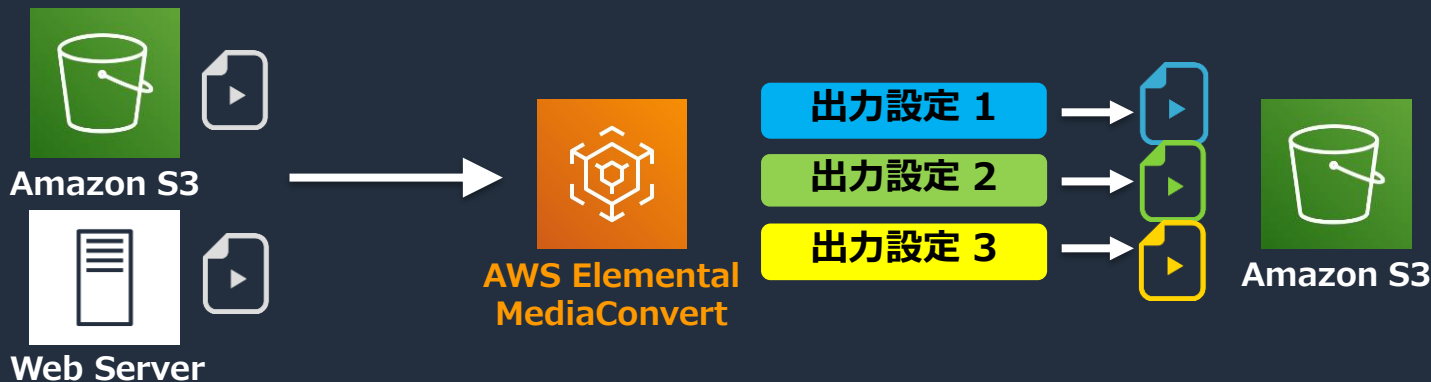 Amazon S3
Web Server
AWS Elemental
MediaConvert
出力設定 1
出力設定 2
出力設定 3
Amazon S3